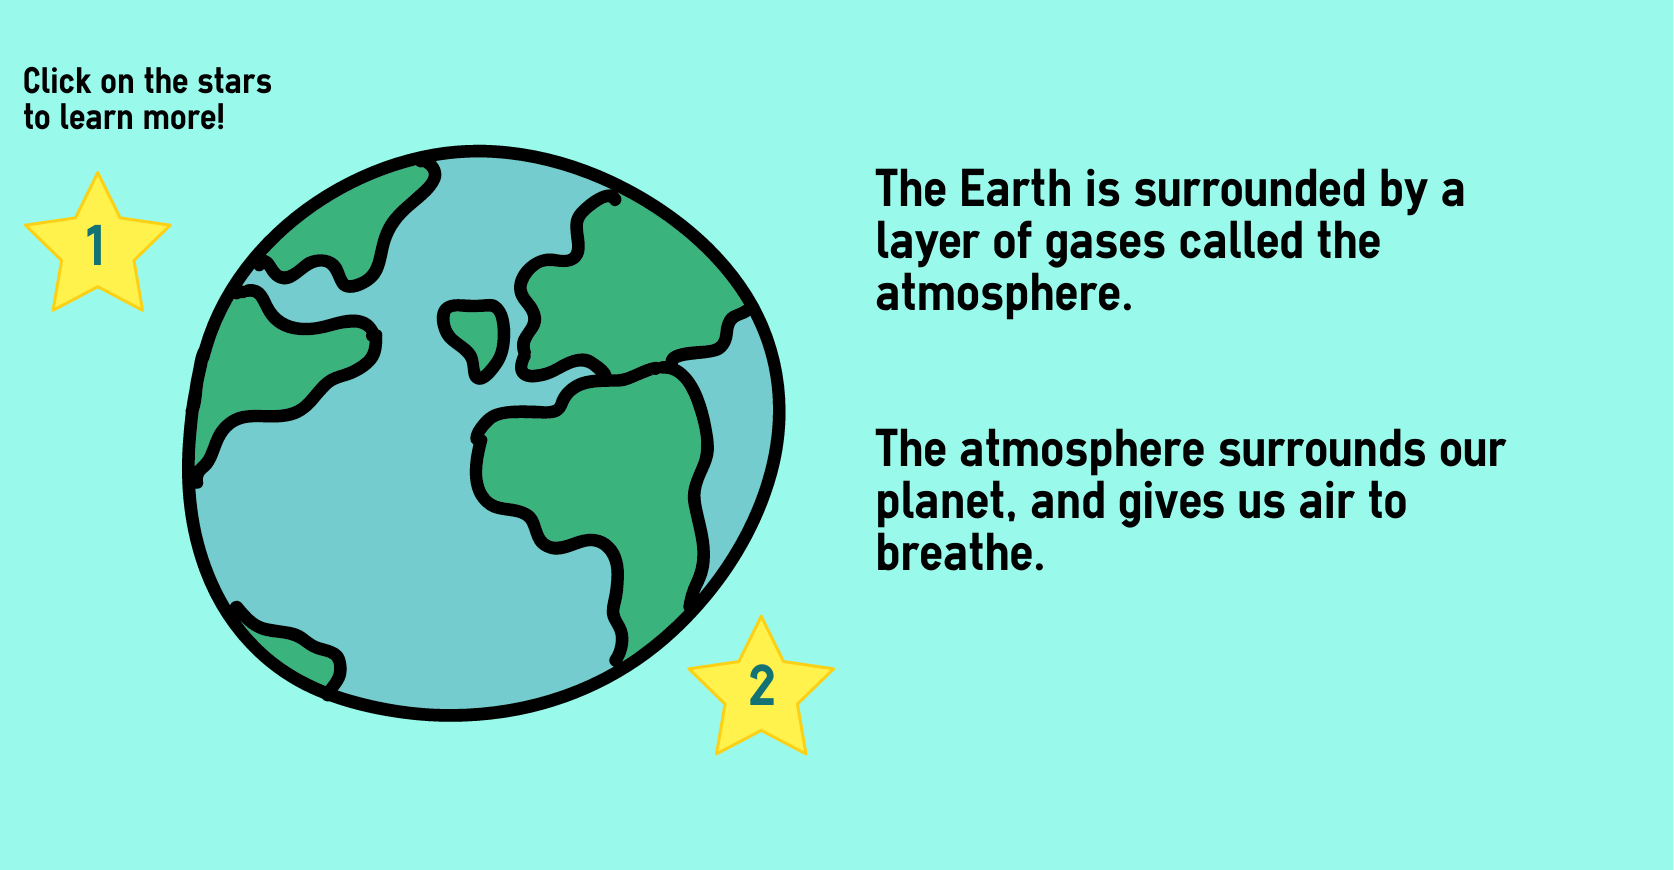 Click on the stars
to learn more!
1
The Earth is surrounded by a
layer of gases called the
atmosphere.
The atmosphere surrounds our
planet, and gives us air to
breathe.
2